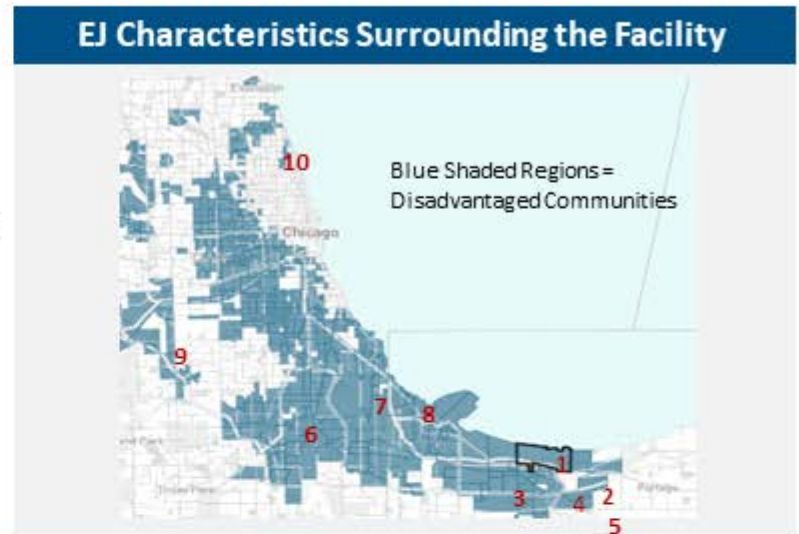 EJ Characteristics Surrounding the Facility
Evanston
10
Blue Shaded Regions =
Disadvantaged Communities
Chicago
9
7
8
6
1
3
4
2
Portage
5